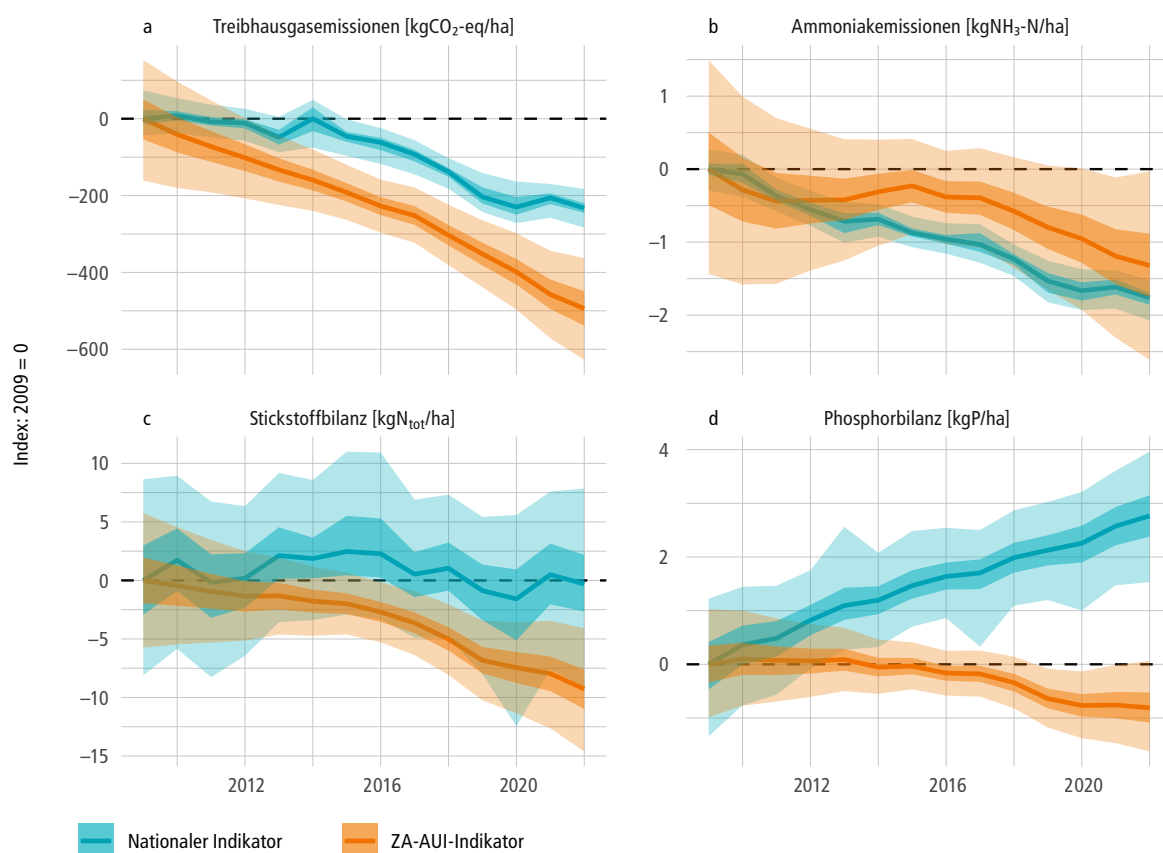 a Treibhausgasemissionen [kgCO₂-eq/ha]
0
−200
−400
−600
b Ammoniakemissionen [kgNH₃-N/ha]
1
0
−1
−2
Index: 2009 = 0
c Stickstoffbilanz [kgNtot/ha]
10
5
0
−5
−10
−15
2012 2016 2020
d Phosphorbilanz [kgP/ha]
4
2
0
2012 2016 2020
Nationaler Indikator ZA-AUI-Indikator